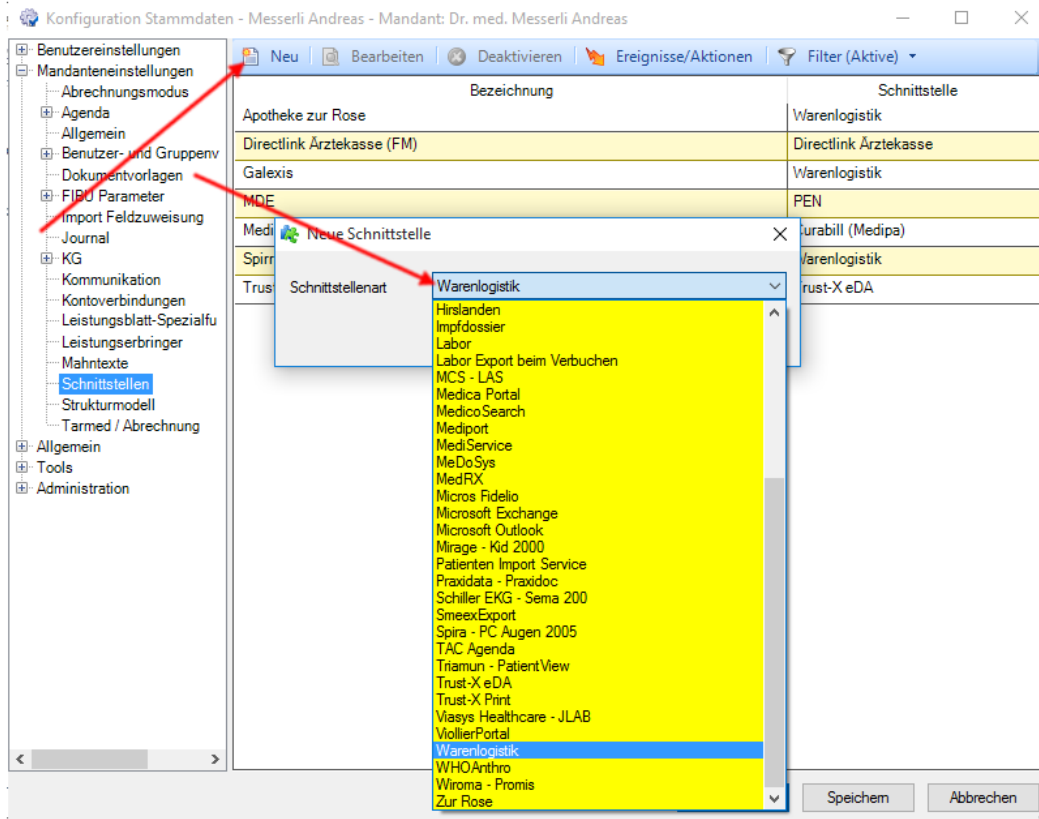 Konfiguration Stammdaten - Messerli Andreas - Mandant: Dr. med. Messerli Andreas
Neu Bearbeiten Deaktivieren Ereignisse/Aktionen Filter (Aktive)
Benutzereinstellungen
Mandanteneinstellungen
Abrechnungsmodus
Agenda
Allgemein
Benutzer- und Gruppenv
Dokumentvorlagen
FIBU Parameter
Import Feldzuweisung
Journal
KG
Kommunikation
Kontoverbindungen
Leistungsblatt-Spezialfu
Leistungserbringer
Mahntexte
Schnittstellen
Strukturmodell
Tarmed / Abrechnung
Allgemein
Tools
Administration
Bezeichnung Schnittstelle
Apotheke zur Rose Warenlogistik
Directlink Ärztekasse (FM) Directlink Ärztekasse
Galexis Warenlogistik
MDE PEN
Medi urabill (Medipa)
Spirr arenlogistik
Trus rust-X eDA
Neue Schnittstelle
Schnittstellenart Warenlogistik
Hirslanden
Impfdossier
Labor
Labor Export beim Verbuchen
MCS - LAS
Medica Portal
MedicoSearch
Mediport
MediService
MeDoSys
MedRX
Micros Fidelio
Microsoft Exchange
Microsoft Outlook
Mirage - Kid 2000
Patienten Import Service
Praxidata - Praxidoc
Schiller EKG - Sema 200
SmeexExport
Spira - PC Augen 2005
TAC Agenda
Triamun - PatientView
Trust-X eDA
Trust-X Print
Viasys Healthcare - JLAB
ViollierPortal
Warenlogistik
WHOAnthro
Wiroma - Promis
Zur Rose
Speichern Abbrechen